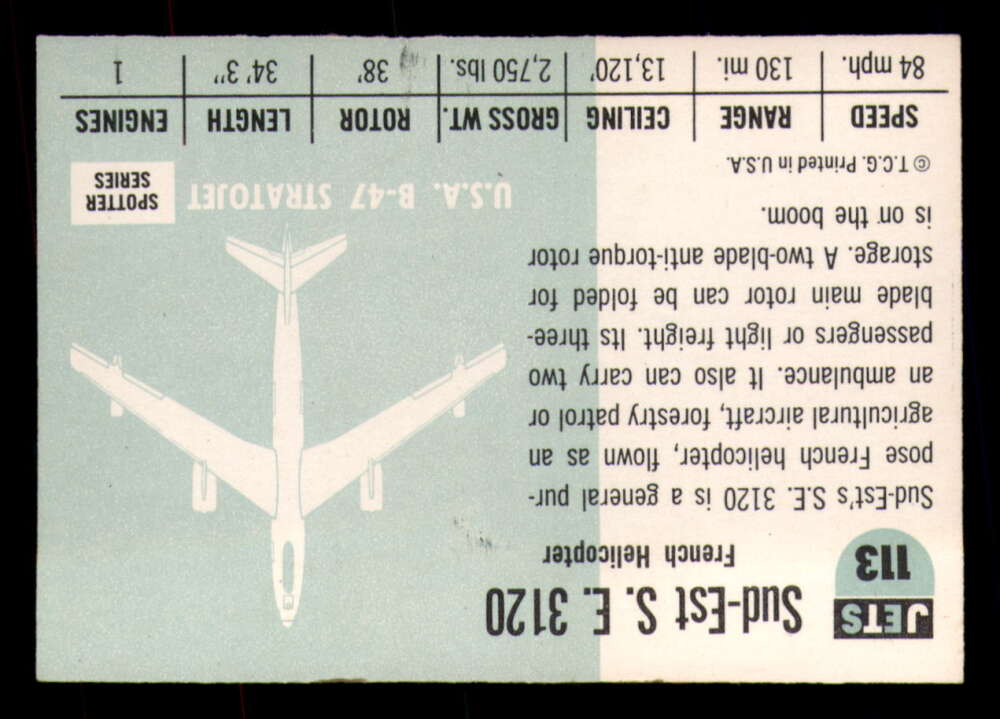 JETS
113
Sud-Est S. E. 3120
French Helicopter
Sud-Est's S.E. 3120 is a general pur-
pose French helicopter, flown as an
agricultural aircraft, forestry patrol or
an ambulance. It also can carry two
passengers or light freight. Its three-
blade main rotor can be folded for
storage. A two-blade anti-torque rotor
is on the boom.
© T.C.G. Printed in U.S.A.
U.S.A. B-47 STRATOJET
SPOTTER
SERIES
SPEED RANGE CEILING GROSS WT. ROTOR LENGTH ENGINES
84 mph. 130 mi. 13,120' 2,750 lbs. 38' 34' 3" 1